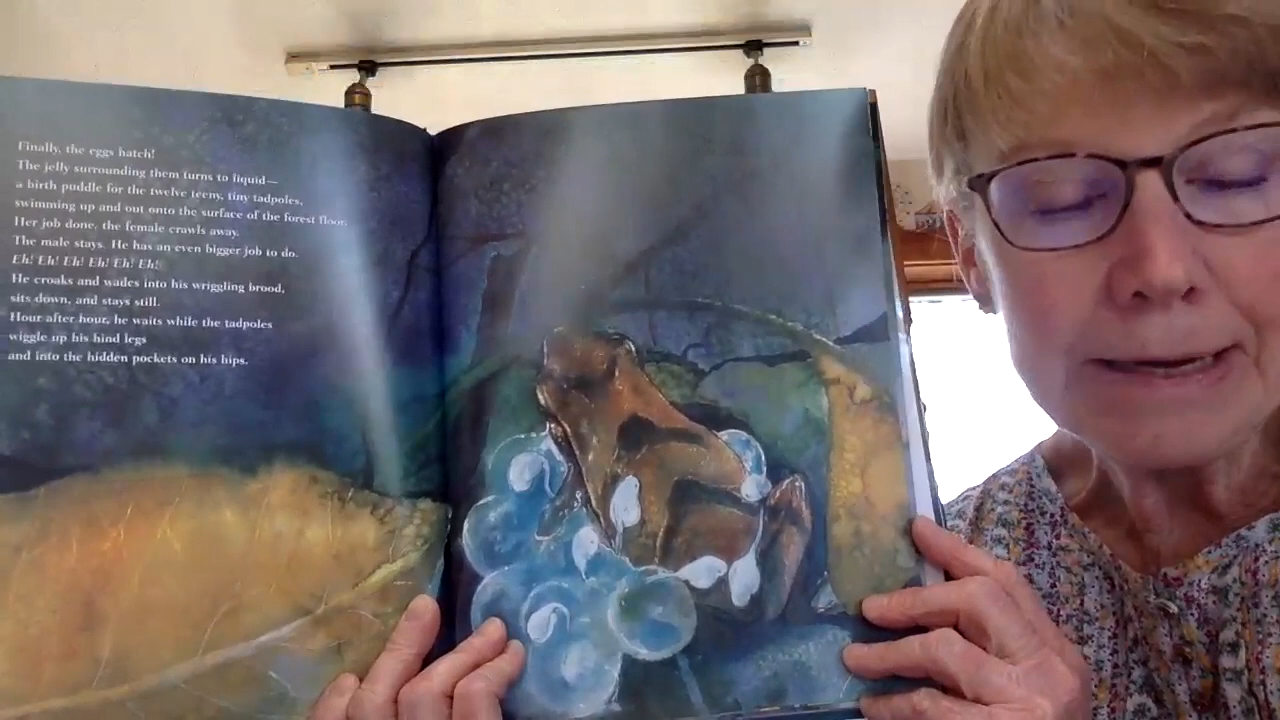 Finally, the eggs hatch!
The jelly surrounding them turns to liquid—
a birth puddle for the twelve teeny, tiny tadpoles,
swimming up and out onto the surface of the forest floor.
Her job done, the female crawls away.
The male stays. He has an even bigger job to do.
Eh! Eh! Eh! Eh! Eh! Eh!
He croaks and wades into his wriggling brood,
sits down, and stays still.
Hour after hour, he waits while the tadpoles
wiggle up his hind legs
and into the hidden pockets on his hips.